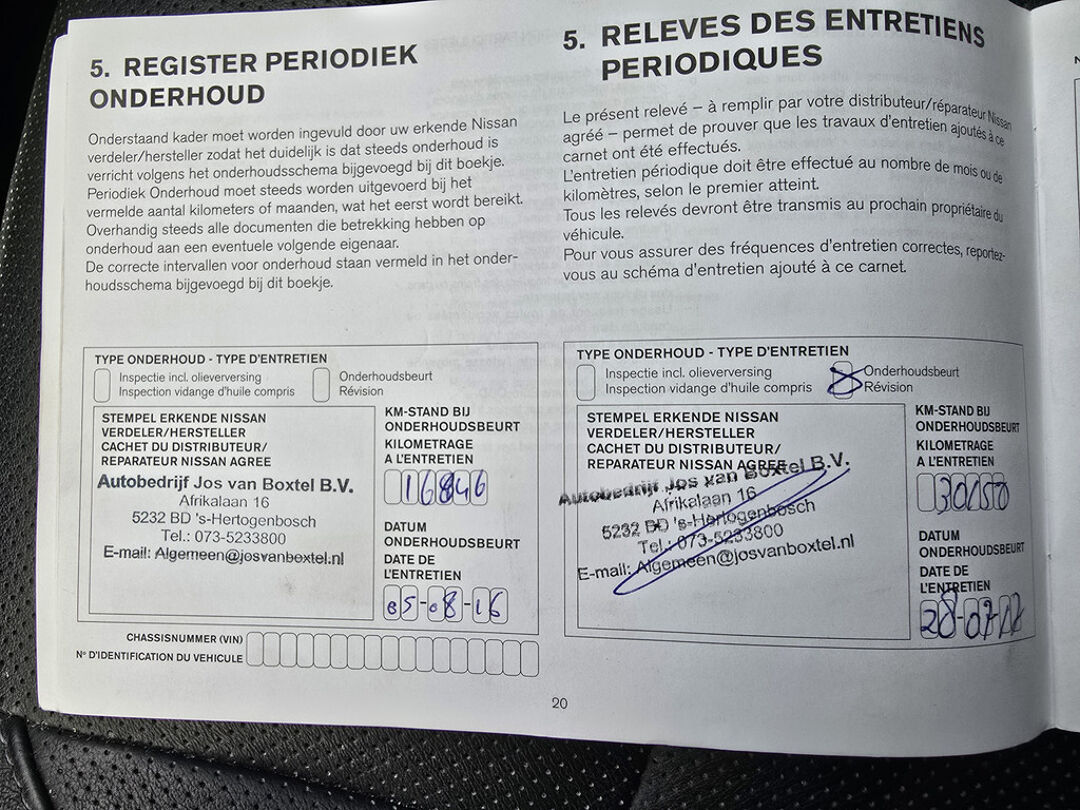 5. REGISTER PERIODIEK
ONDERHOUD
Onderstaand kader moet worden ingevuld door uw erkende Nissan
verdeler/hersteller zodat het duidelijk is dat steeds onderhoud is
verricht volgens het onderhoudsschema bijgevoegd bij dit boekje.
Periodiek Onderhoud moet steeds worden uitgevoerd bij het
vermelde aantal kilometers of maanden, wat het eerst wordt bereikt.
Overhandig steeds alle documenten die betrekking hebben op
onderhoud aan een eventuele volgende eigenaar.
De correcte intervallen voor onderhoud staan vermeld in het onder-
houdsschema bijgevoegd bij dit boekje.
TYPE ONDERHOUD - TYPE D'ENTRETIEN
Inspectie incl. olieverversing
Inspection vidange d'huile compris
Onderhoudsbeurt
Révision
STEMPEL ERKENDE NISSAN
VERDELER/HERSTELLER
CACHET DU DISTRIBUTEUR/
REPARATEUR NISSAN AGREE
Autobedrijf Jos van Boxtel B.V.
Afrikalaan 16
5232 BD 's-Hertogenbosch
Tel.: 073-5233800
E-mail: Algemeen@josvanboxtel.nl
KM-STAND BIJ
ONDERHOUDSBEURT
KILOMETRAGE
A L'ENTRETIEN
16846
DATUM
ONDERHOUDSBEURT
DATE DE
L'ENTRETIEN
05-08-16
CHASSISNUMMER (VIN)
N° D'IDENTIFICATION DU VEHICULE
5. RELEVES DES ENTRETIENS
PERIODIQUES
Le présent relevé – à remplir par votre distributeur/réparateur Nissan
agréé – permet de prouver que les travaux d'entretien ajoutés à ce
carnet ont été effectués.
L'entretien périodique doit être effectué au nombre de mois ou de
kilomètres, selon le premier atteint.
Tous les relevés devront être transmis au prochain propriétaire du
véhicule.
Pour vous assurer des fréquences d'entretien correctes, reportez-
vous au schéma d'entretien ajouté à ce carnet.
TYPE ONDERHOUD - TYPE D'ENTRETIEN
Inspectie incl. olieverversing
Inspection vidange d'huile compris
Onderhoudsbeurt
Révision
STEMPEL ERKENDE NISSAN
VERDELER/HERSTELLER
CACHET DU DISTRIBUTEUR/
REPARATEUR NISSAN AGREE
Autobedrijf Jos van Boxtel B.V.
Afrikalaan 16
5232 BD 's-Hertogenbosch
Tel.: 073-5233800
E-mail: Algemeen@josvanboxtel.nl
KM-STAND BIJ
ONDERHOUDSBEURT
KILOMETRAGE
A L'ENTRETIEN
30150
DATUM
ONDERHOUDSBEURT
DATE DE
L'ENTRETIEN
20